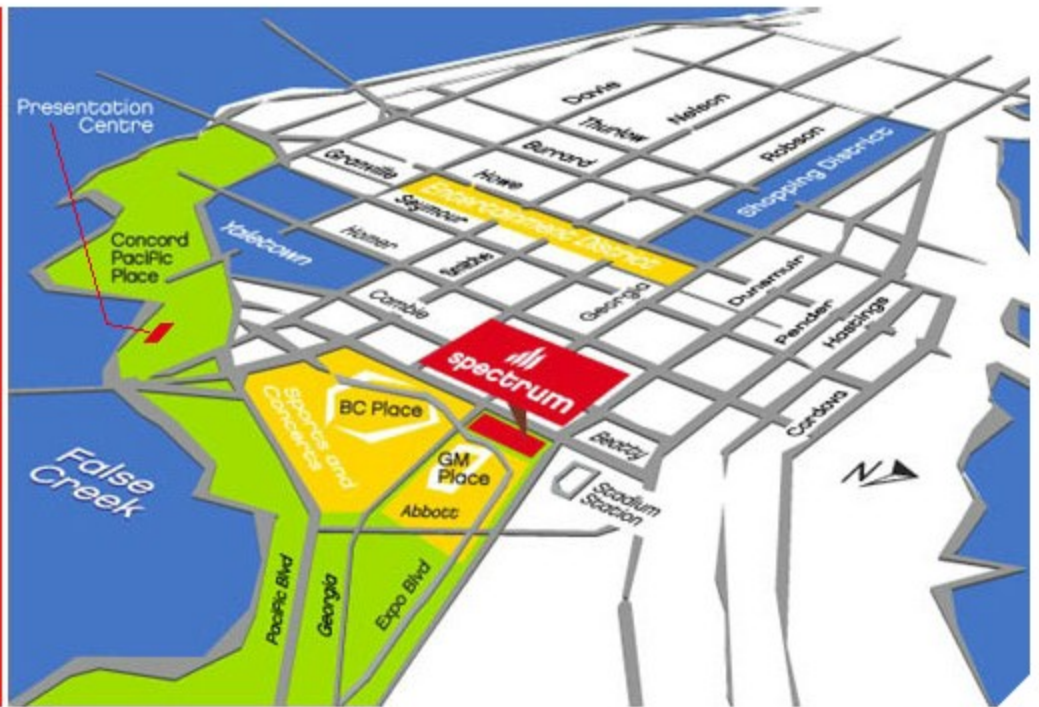 Presentation
Centre
Davie
Nelson
Thurlow
Burrard
Robson
Granville
Howe
Shopping District
Entertainment District
Seymour
Concord
Pacific
Place
Yaletown
Homer
Smithe
Dunsmuir
Georgia
Cambie
Pender
Hastings
spectrum
BC Place
Sports and
Concerts
Cordova
Beatty
GM
Place
False
Creek
N
Stadium
Station
Abbott
Pacific Blvd
Georgia
Expo Blvd